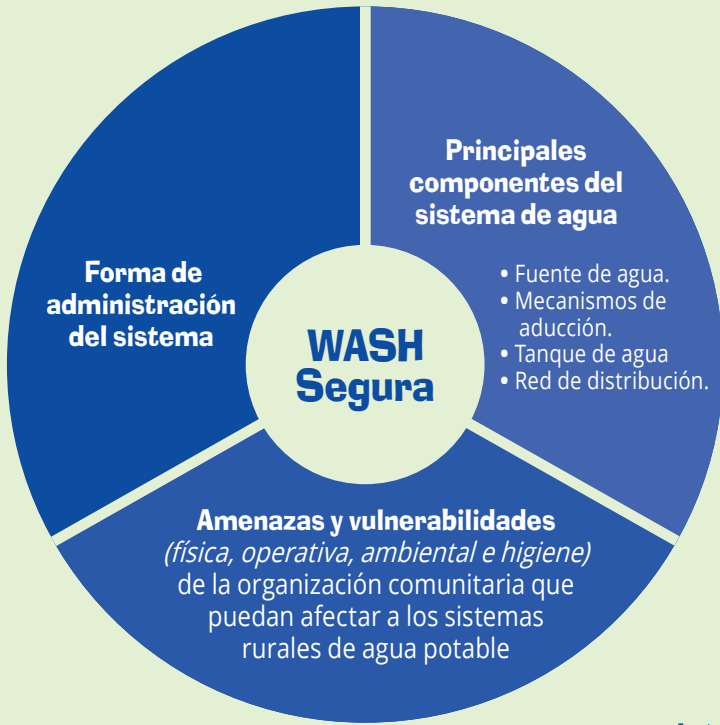 Principales
componentes del
sistema de agua
• Fuente de agua.
• Mecanismos de
aducción.
• Tanque de agua
• Red de distribución.
Forma de
administración
del sistema
WASH
Segura
Amenazas y vulnerabilidades
(física, operativa, ambiental e higiene)
de la organización comunitaria que
puedan afectar a los sistemas
rurales de agua potable